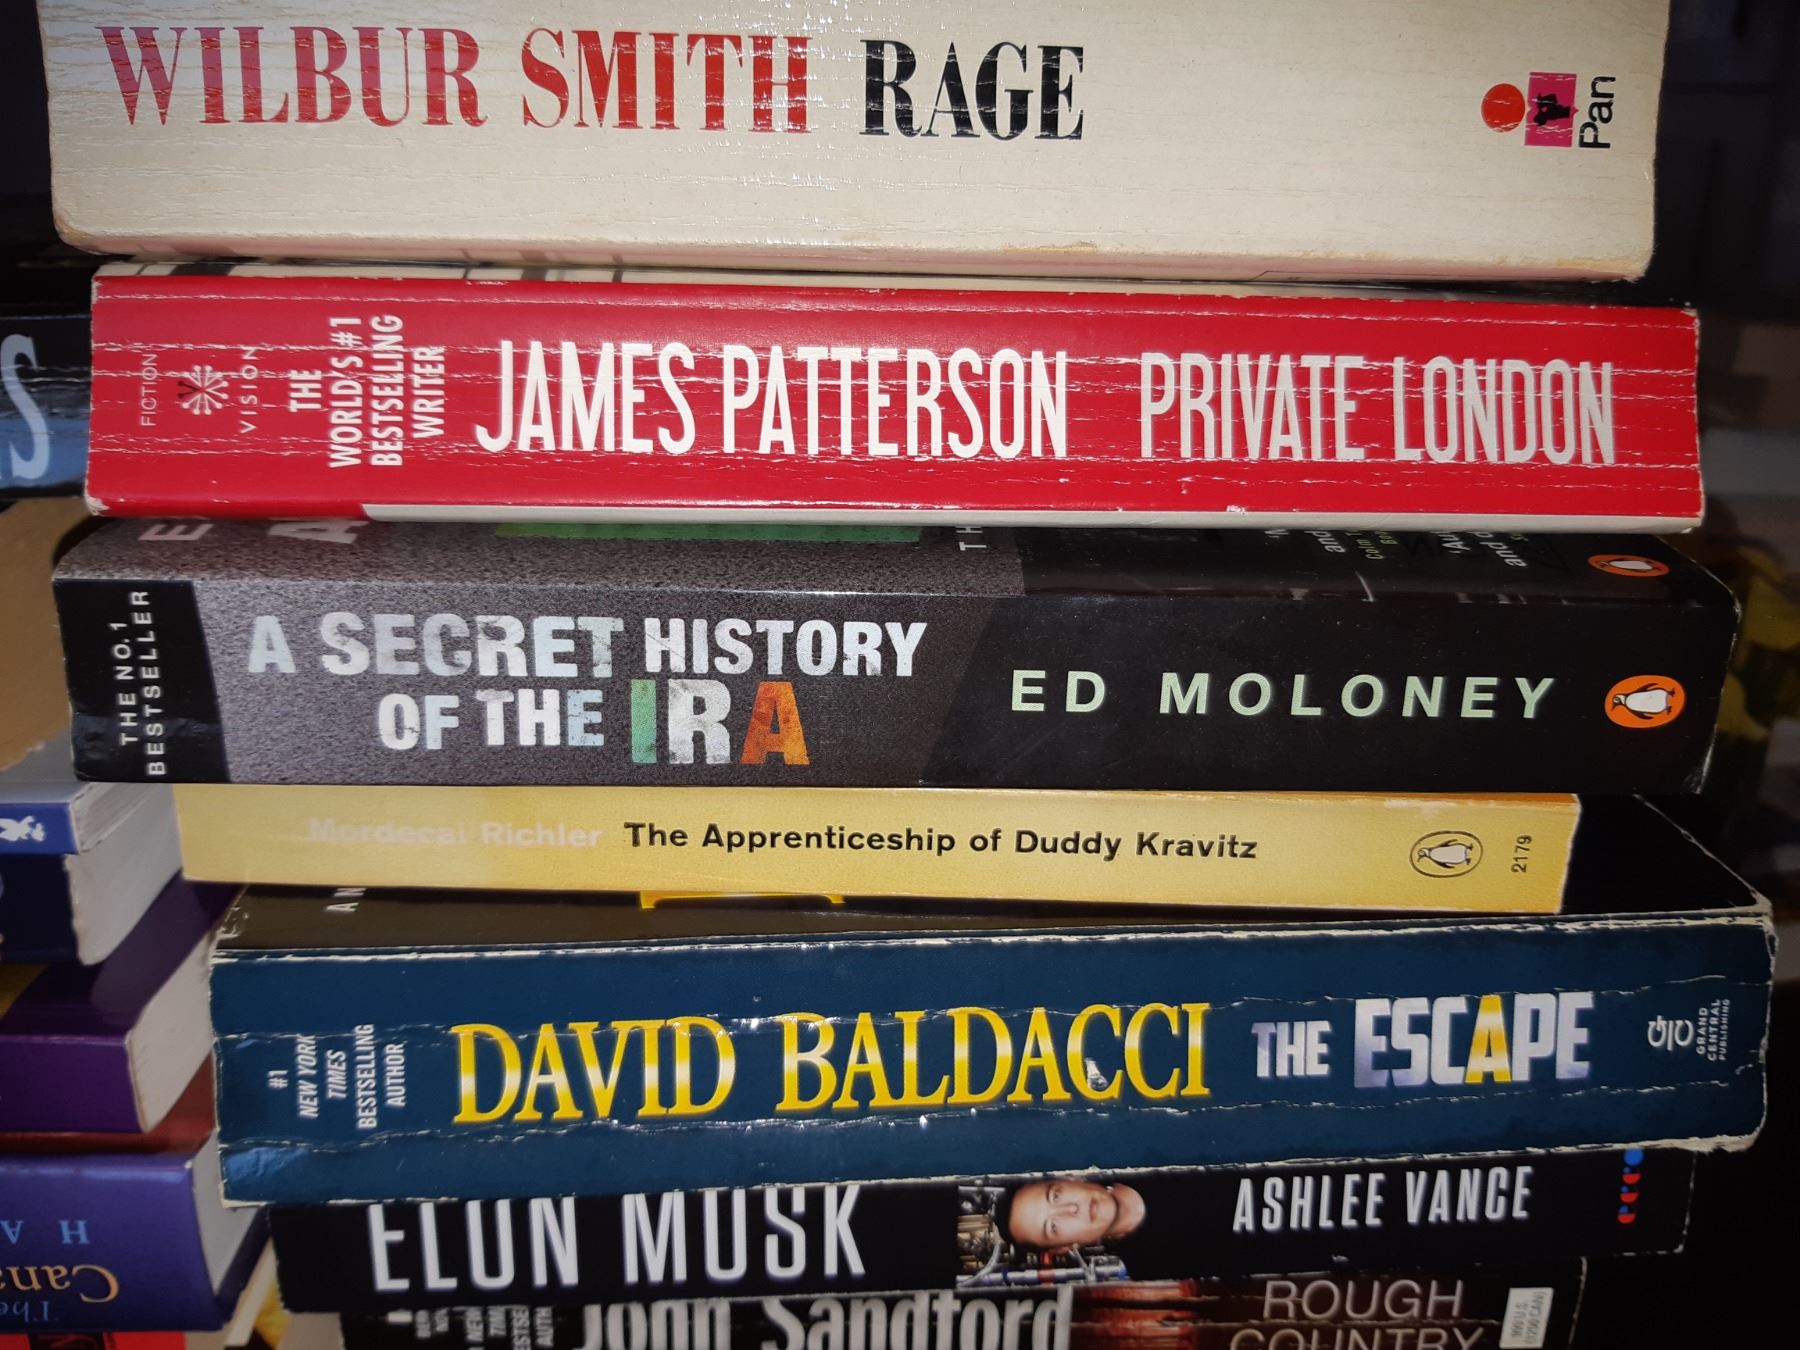 WILBUR SMITH RAGE
Pan
FICTION
VISION
THE
WORLD'S #1
BESTSELLING
WRITER
JAMES PATTERSON PRIVATE LONDON
THE NO.1
BESTSELLER
A SECRET HISTORY
OF THE IRA
ED MOLONEY
Mordecai Richler The Apprenticeship of Duddy Kravitz
2179
#1
NEW YORK
TIMES
BESTSELLING
AUTHOR
DAVID BALDACCI THE ESCAPE
GRAND
CENTRAL
PUBLISHING
ELON MUSK ASHLEE VANCE
ecco
John Sandford ROUGH
COUNTRY